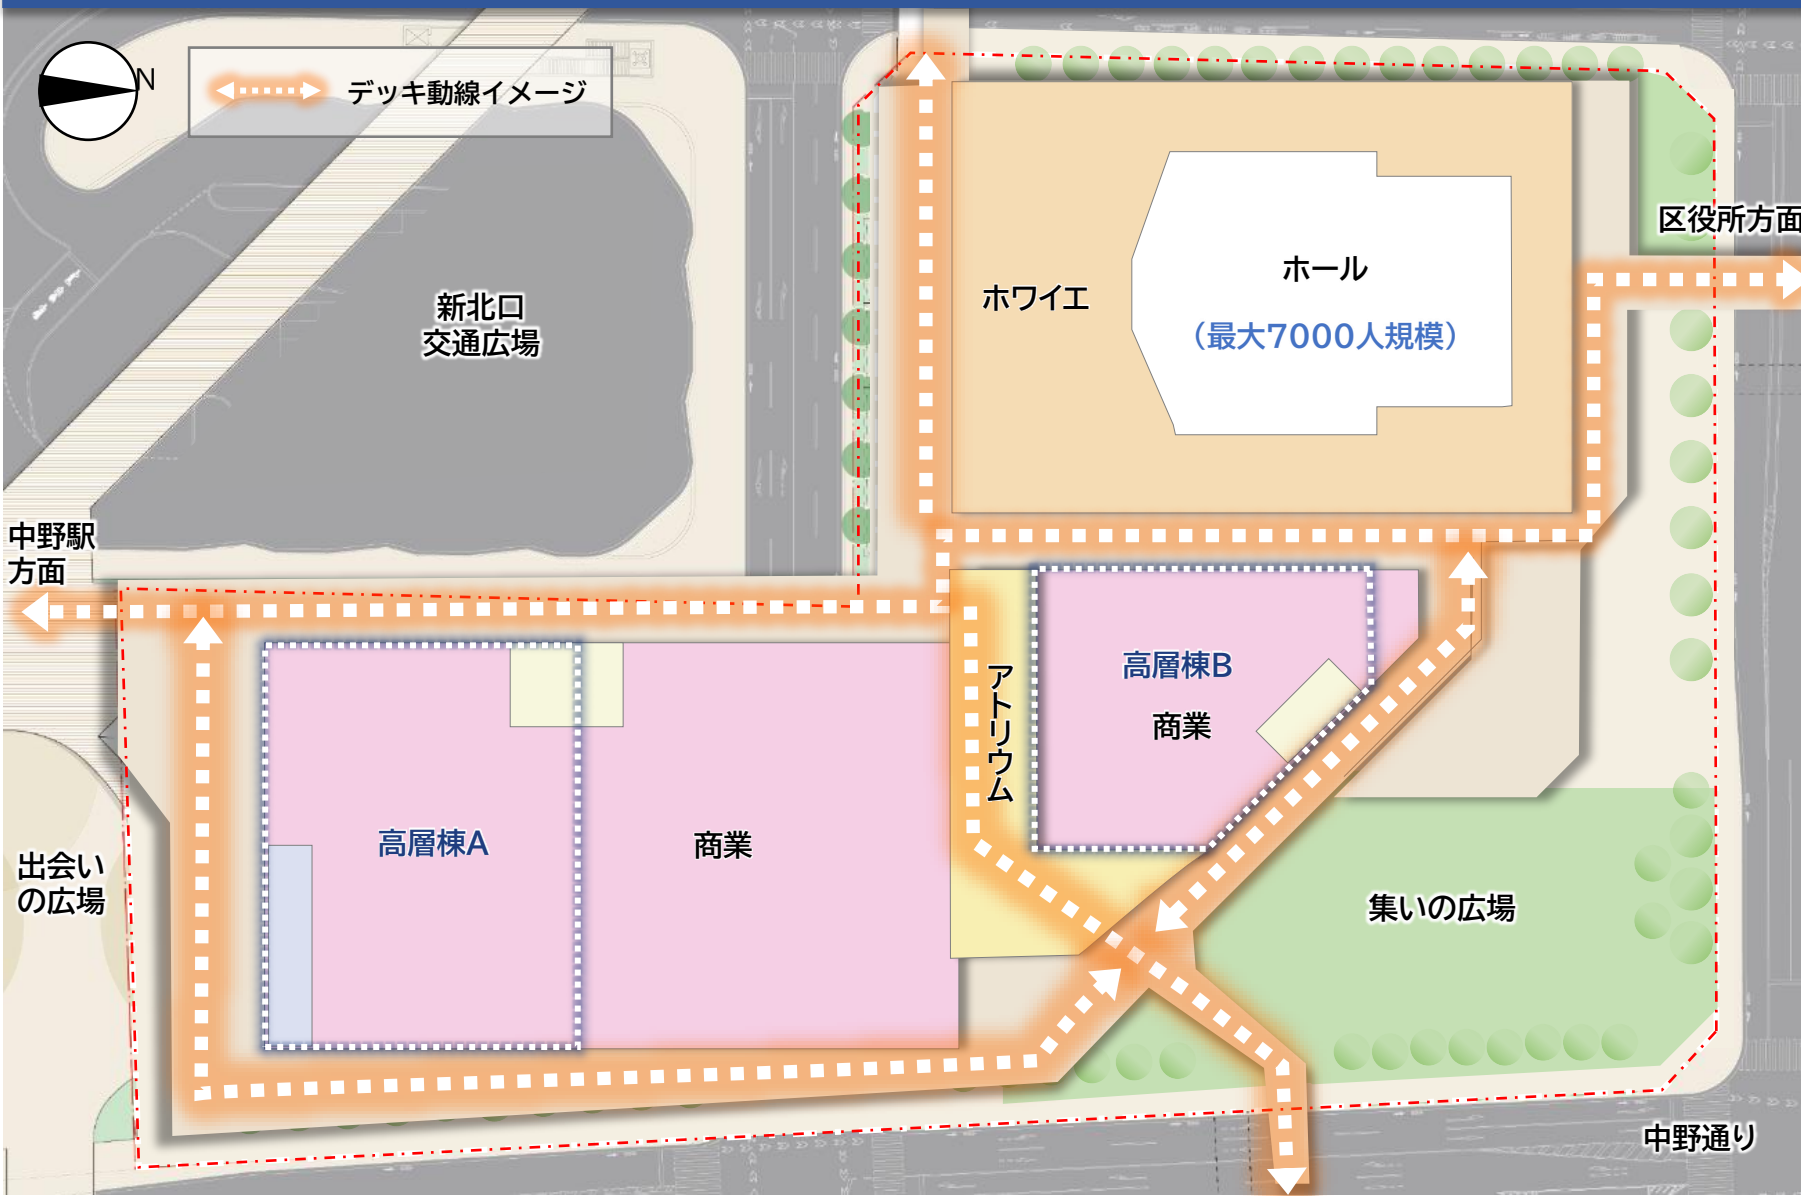 N
デッキ動線イメージ
区役所方面
ホール
ホワイエ
（最大7000人規模）
新北口
交通広場
中野駅
方面
高層棟B
アトリウム
商業
高層棟A
商業
出会い
の広場
集いの広場
中野通り